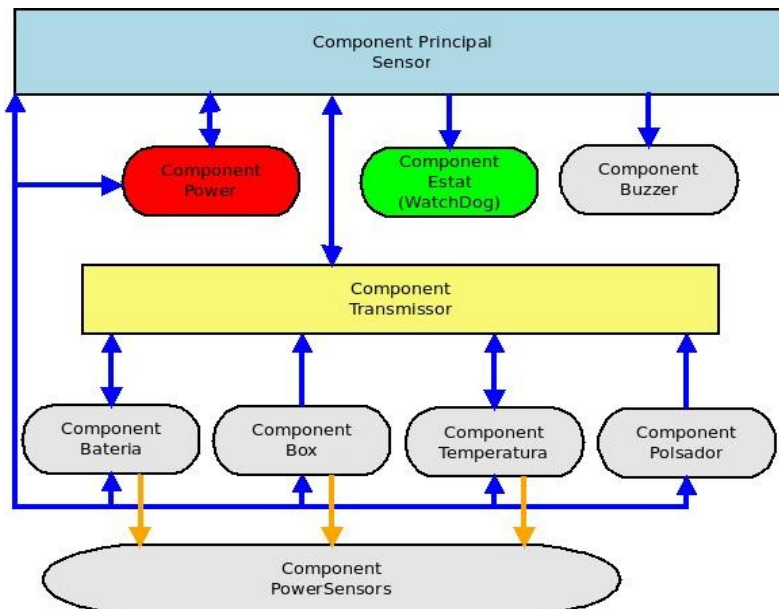 Component Principal
Sensor
Component
Power
Component
Estat
(WatchDog)
Component
Buzzer
Component
Transmissor
Component
Bateria
Component
Box
Component
Temperatura
Component
Polsador
Component
PowerSensors